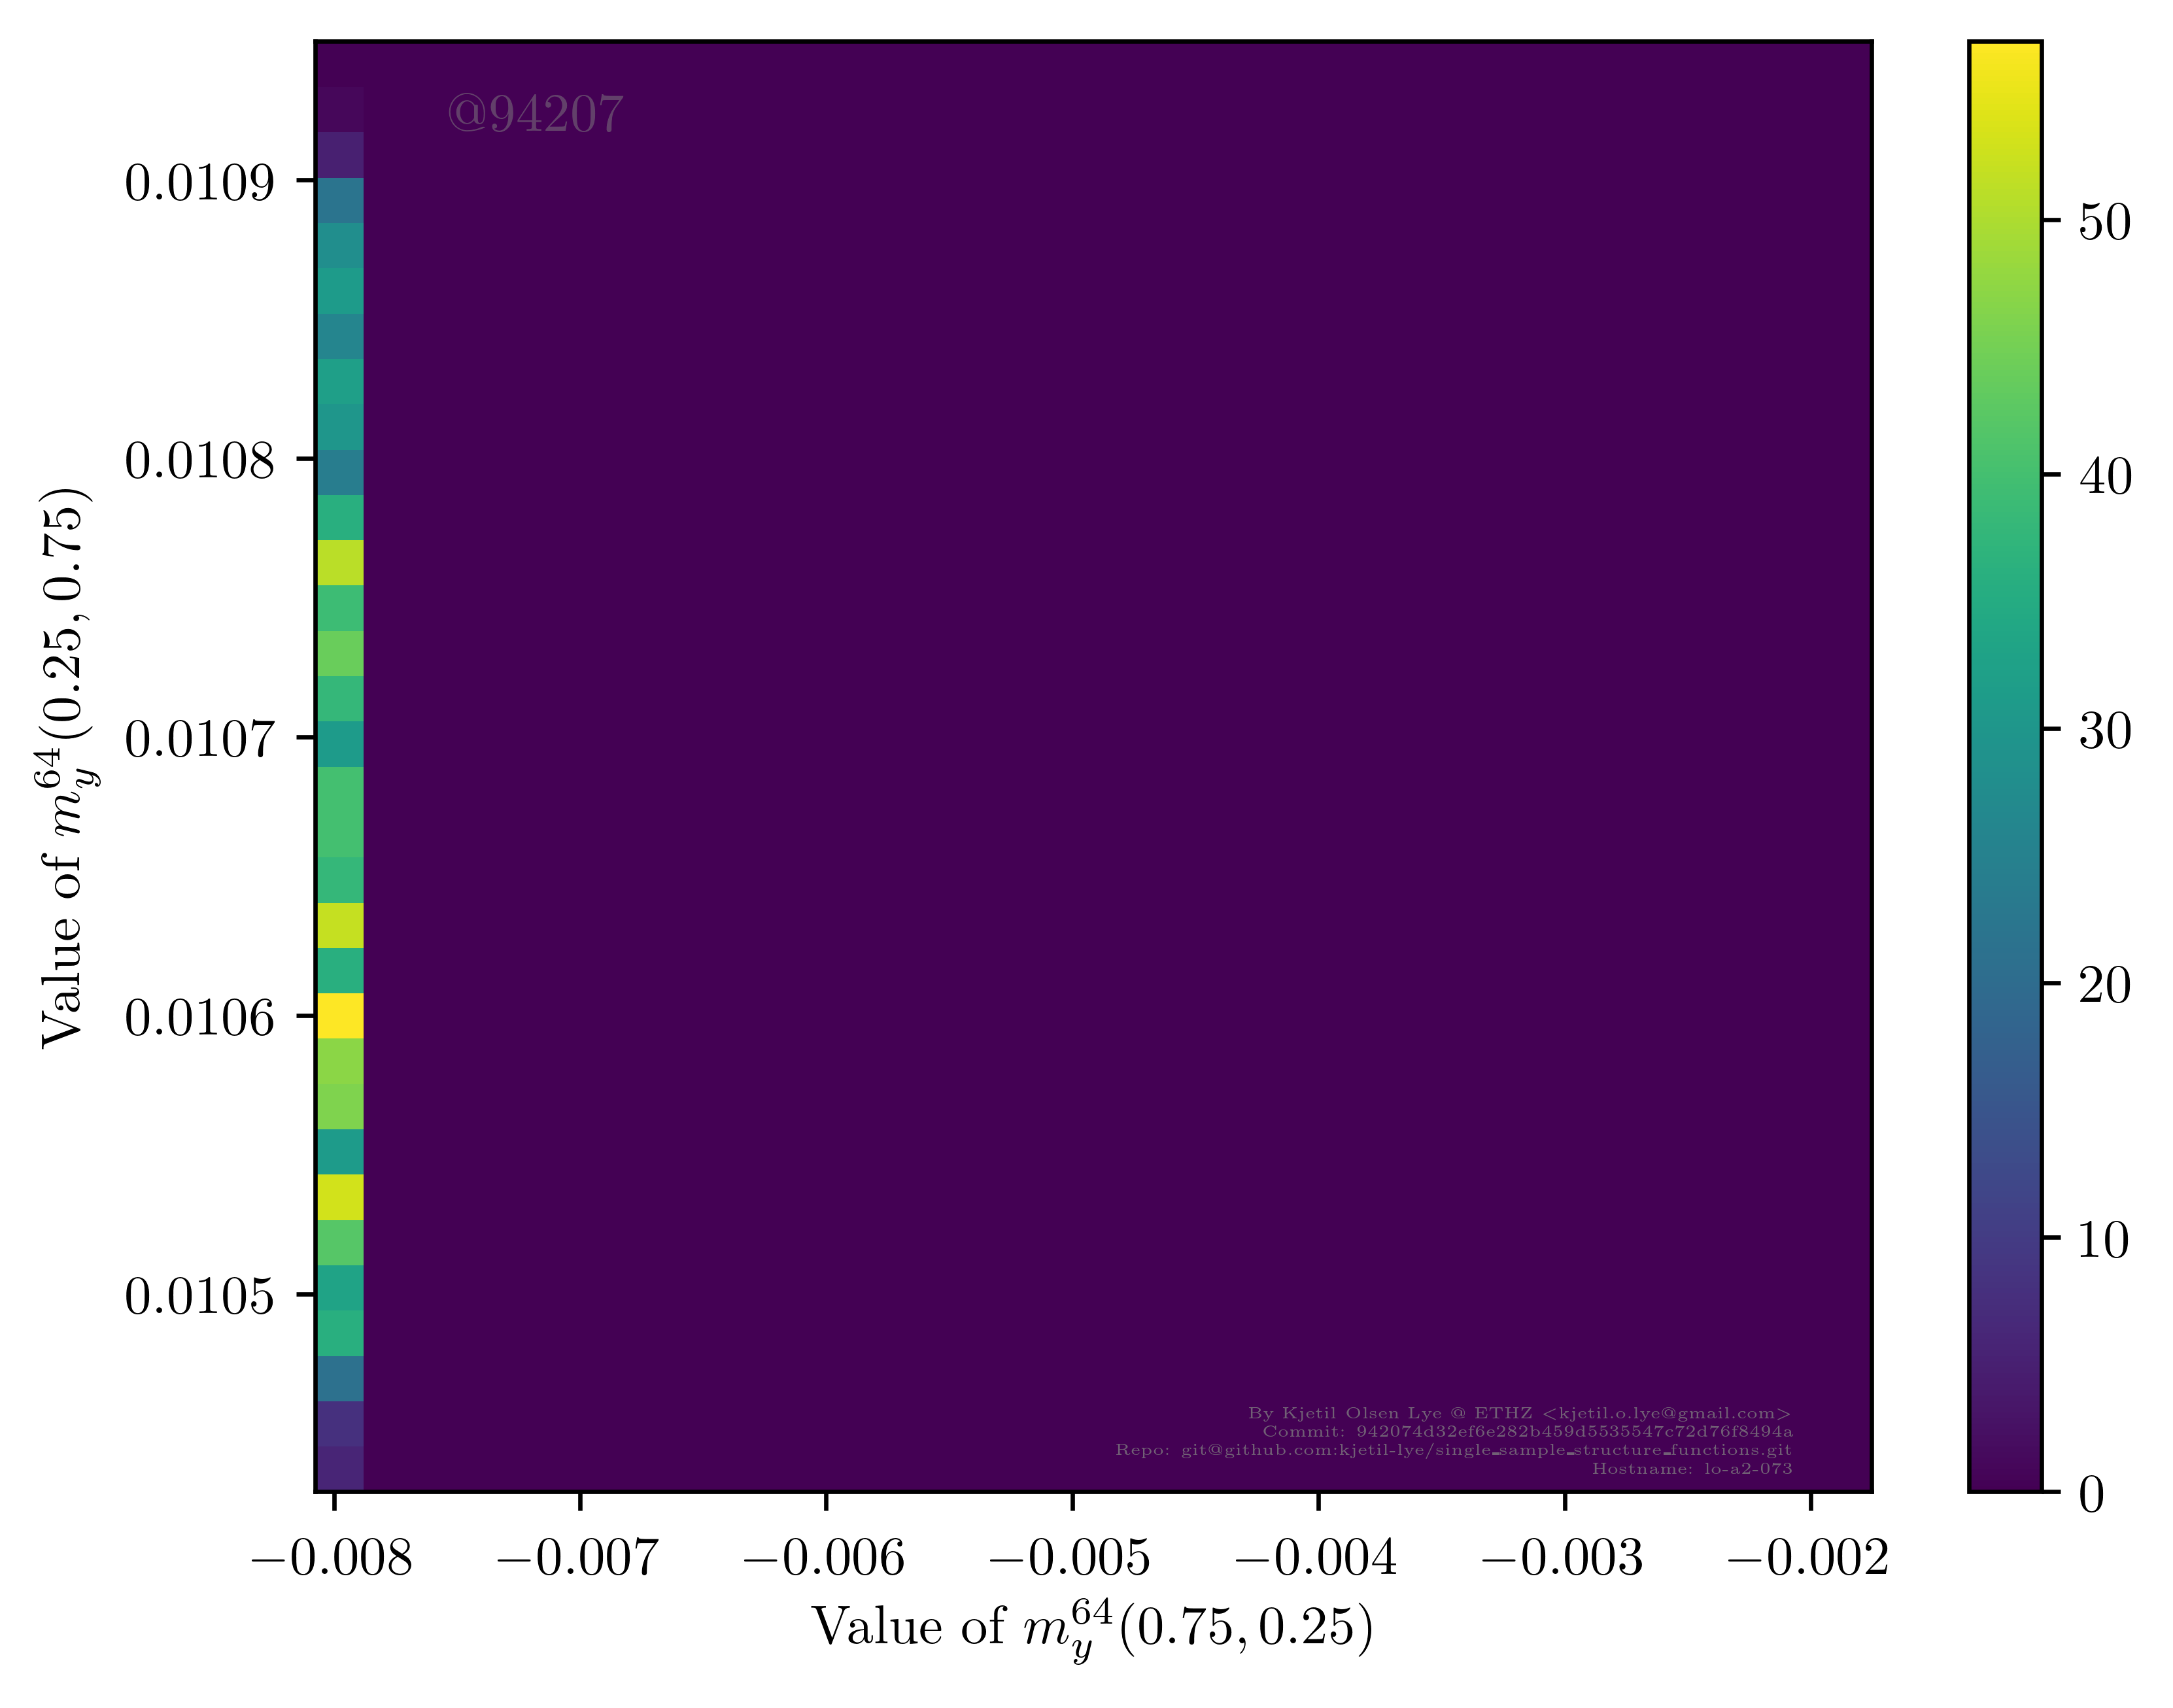 @94207
0.0109
0.0108
0.0107
0.0106
0.0105
Value of $m_y^{64}(0.25, 0.75)$
50
40
30
20
10
0
By Kjetil Olsen Lye @ ETHZ <kjetil.o.lye@gmail.com>
Commit: 942074d32ef6e282b459d5535547c72d76f8494a
Repo: git@github.com:kjetil-lye/single_sample_structure_functions.git
Hostname: lo-a2-073
−0.008 −0.007 −0.006 −0.005 −0.004 −0.003 −0.002
Value of $m_y^{64}(0.75, 0.25)$